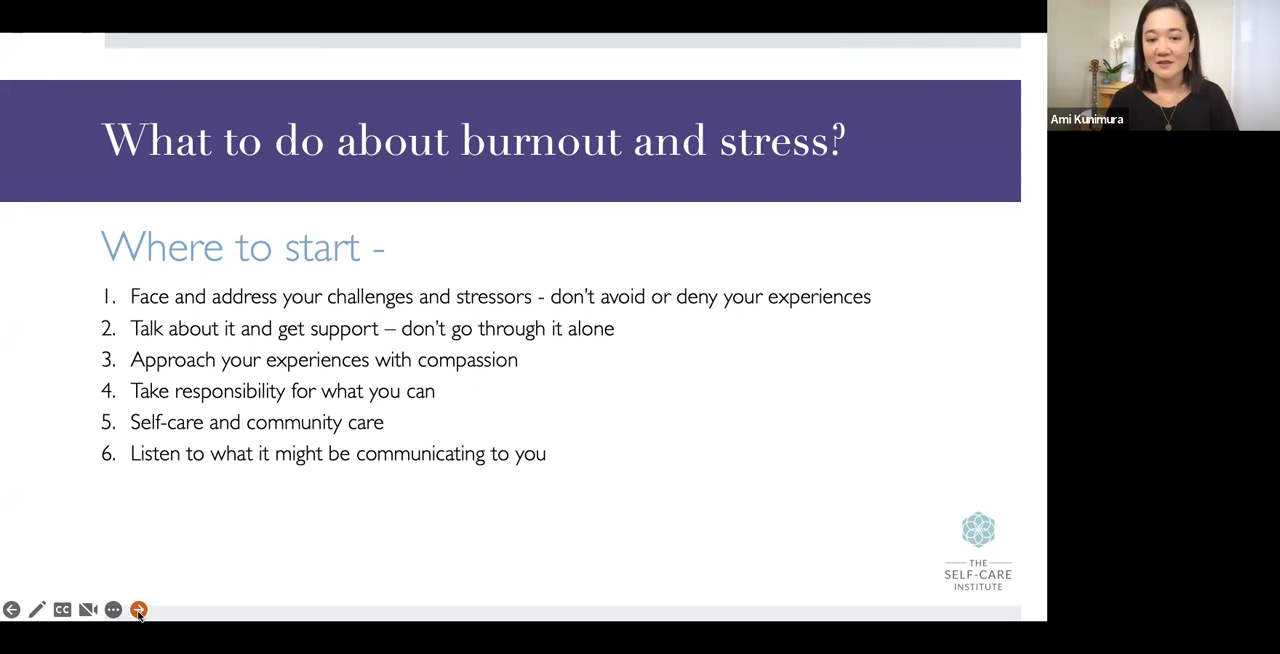 What to do about burnout and stress?
Where to start -
1. Face and address your challenges and stressors - don't avoid or deny your experiences
2. Talk about it and get support – don't go through it alone
3. Approach your experiences with compassion
4. Take responsibility for what you can
5. Self-care and community care
6. Listen to what it might be communicating to you
THE
SELF-CARE
INSTITUTE
CC
Ami Kunimura